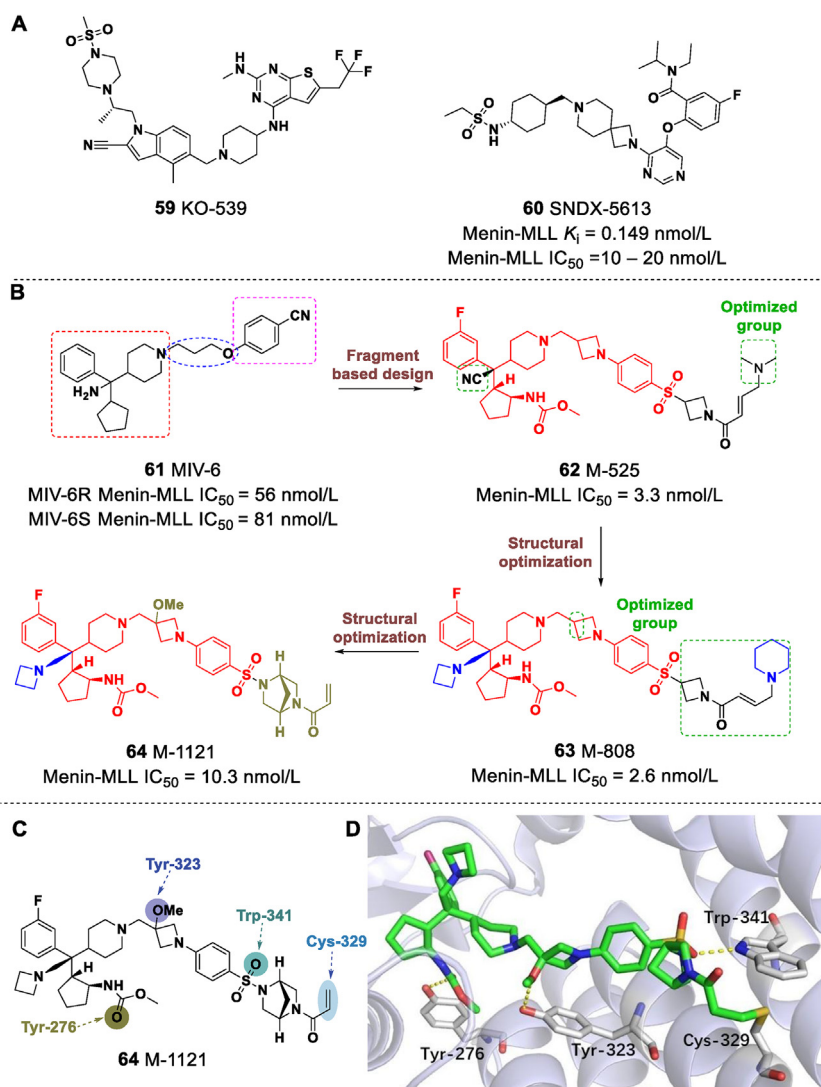 A
59 KO-539
60 SNDX-5613
Menin-MLL Ki = 0.149 nmol/L
Menin-MLL IC50 =10 – 20 nmol/L
B
Fragment
based design
Optimized
group
61 MIV-6
MIV-6R Menin-MLL IC50 = 56 nmol/L
MIV-6S Menin-MLL IC50 = 81 nmol/L
62 M-525
Menin-MLL IC50 = 3.3 nmol/L
Structural
optimization
Structural
optimization
Optimized
group
64 M-1121
Menin-MLL IC50 = 10.3 nmol/L
63 M-808
Menin-MLL IC50 = 2.6 nmol/L
C
Tyr-323
OMe
Trp-341
Cys-329
Tyr-276
64 M-1121
D
Trp-341
Tyr-276
Tyr-323
Cys-329